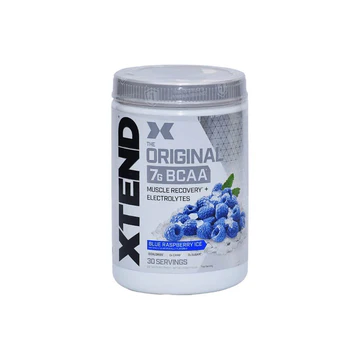 XTEND
X
THE
ORIGINAL
7G BCAA
MUSCLE RECOVERY +
ELECTROLYTES
BLUE RASPBERRY ICE
30 SERVINGS